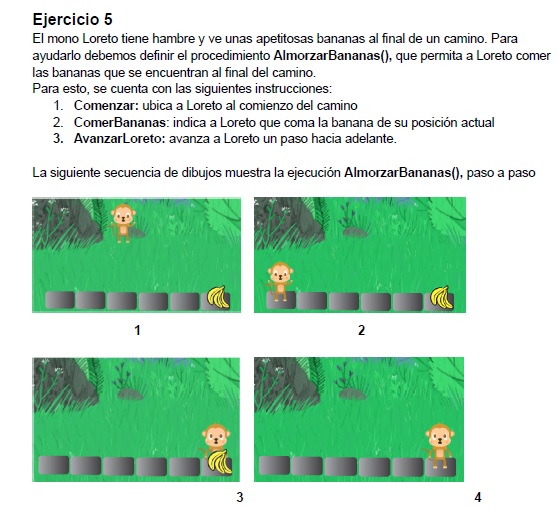 Ejercicio 5
El mono Loreto tiene hambre y ve unas apetitosas bananas al final de un camino. Para
ayudarlo debemos definir el procedimiento AlmorzarBananas(), que permita a Loreto comer
las bananas que se encuentran al final del camino.
Para esto, se cuenta con las siguientes instrucciones:
1. Comenzar: ubica a Loreto al comienzo del camino
2. ComerBananas: indica a Loreto que coma la banana de su posición actual
3. AvanzarLoreto: avanza a Loreto un paso hacia adelante.
La siguiente secuencia de dibujos muestra la ejecución AlmorzarBananas(), paso a paso
1
2
3
4